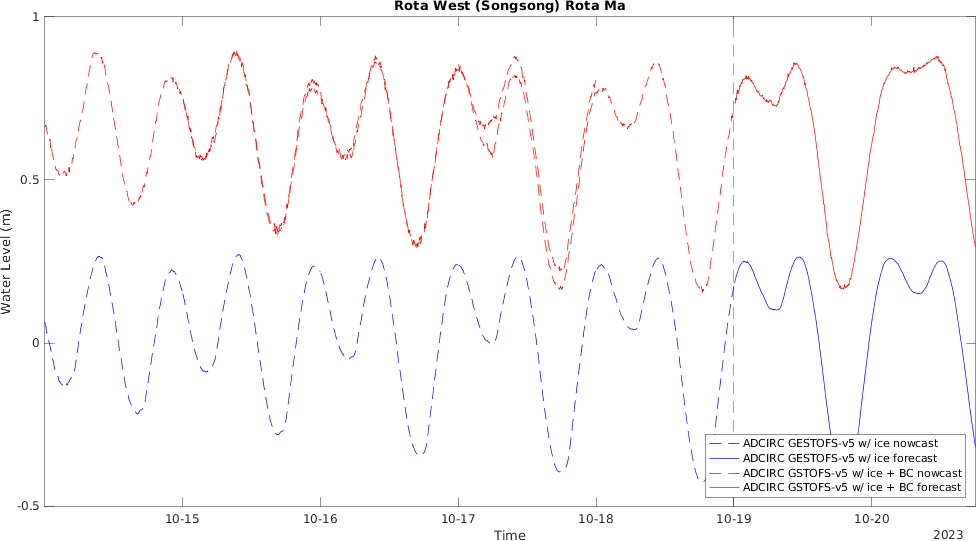 Rota West (Songsong) Rota Ma
1
0.5
0
-0.5
Water Level (m)
ADCIRC GESTOFS-v5 w/ ice nowcast
ADCIRC GESTOFS-v5 w/ ice forecast
ADCIRC GSTOFS-v5 w/ ice + BC nowcast
ADCIRC GSTOFS-v5 w/ ice + BC forecast
10-15 10-16 10-17 10-18 10-19 10-20
Time
2023